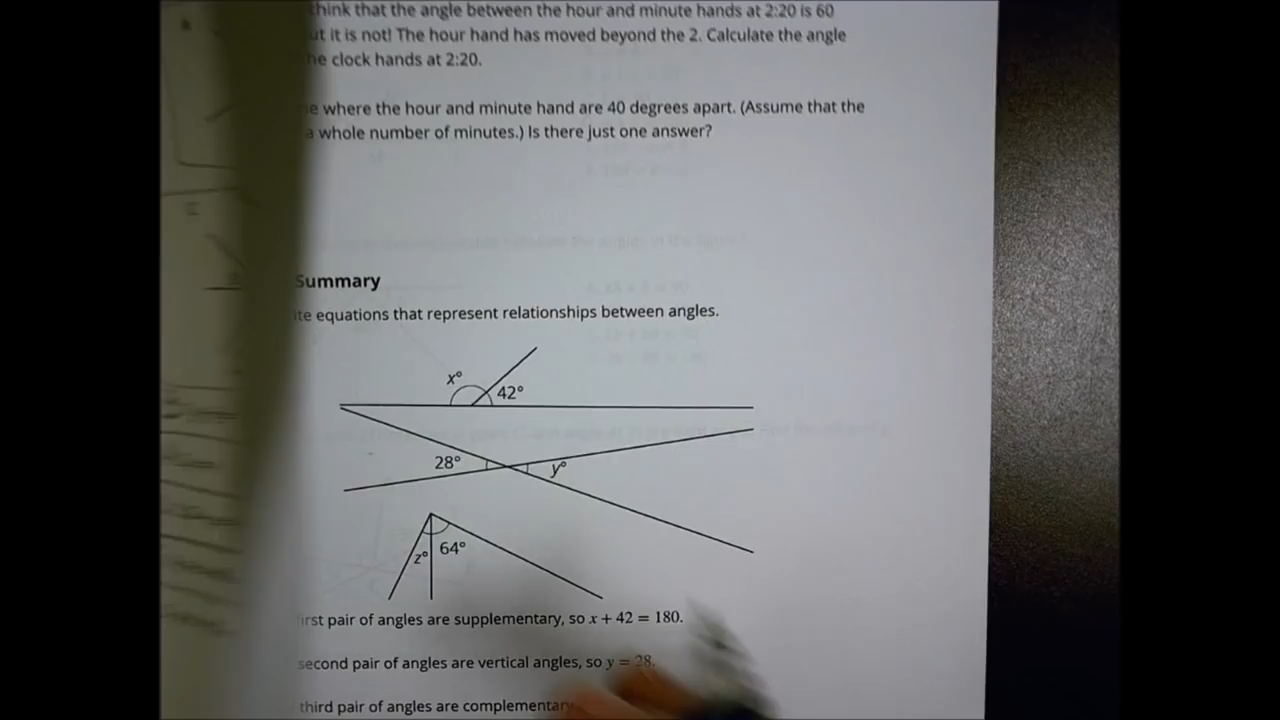 think that the angle between the hour and minute hands at 2:20 is 60
ut it is not! The hour hand has moved beyond the 2. Calculate the angle
he clock hands at 2:20.
e where the hour and minute hand are 40 degrees apart. (Assume that the
a whole number of minutes.) Is there just one answer?
Summary
ite equations that represent relationships between angles.
x°
42°
28°
y°
z°
64°
first pair of angles are supplementary, so x + 42 = 180.
second pair of angles are vertical angles, so y = 28.
third pair of angles are complementary